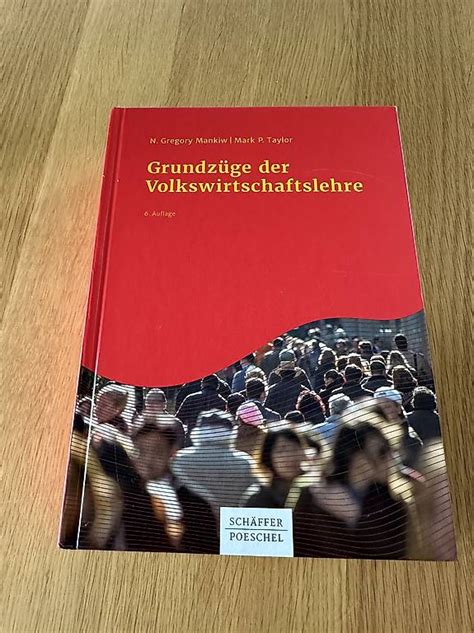 N. Gregory Mankiw | Mark P. Taylor
Grundzüge der
Volkswirtschaftslehre
6. Auflage
SCHÄFFER
POESCHEL